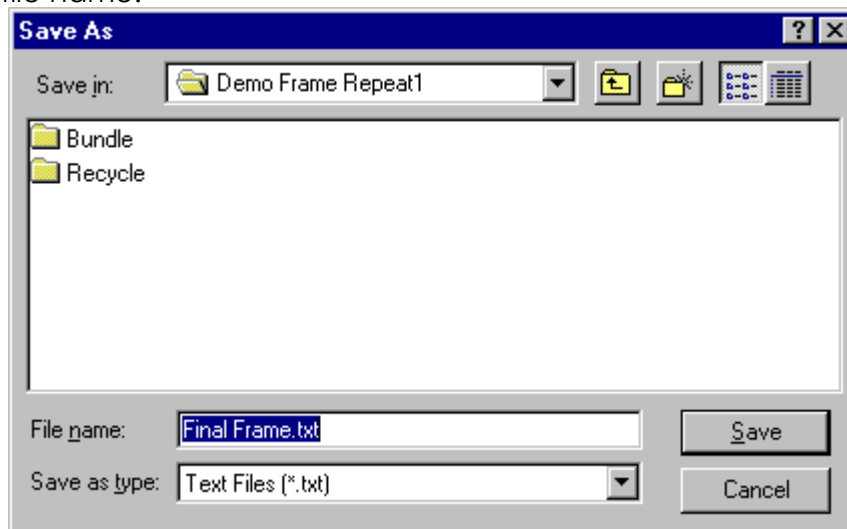 file name.
Save As
Save in: Demo Frame Repeat1
Bundle
Recycle
File name: Final Frame.txt Save
Save as type: Text Files (*.txt) Cancel